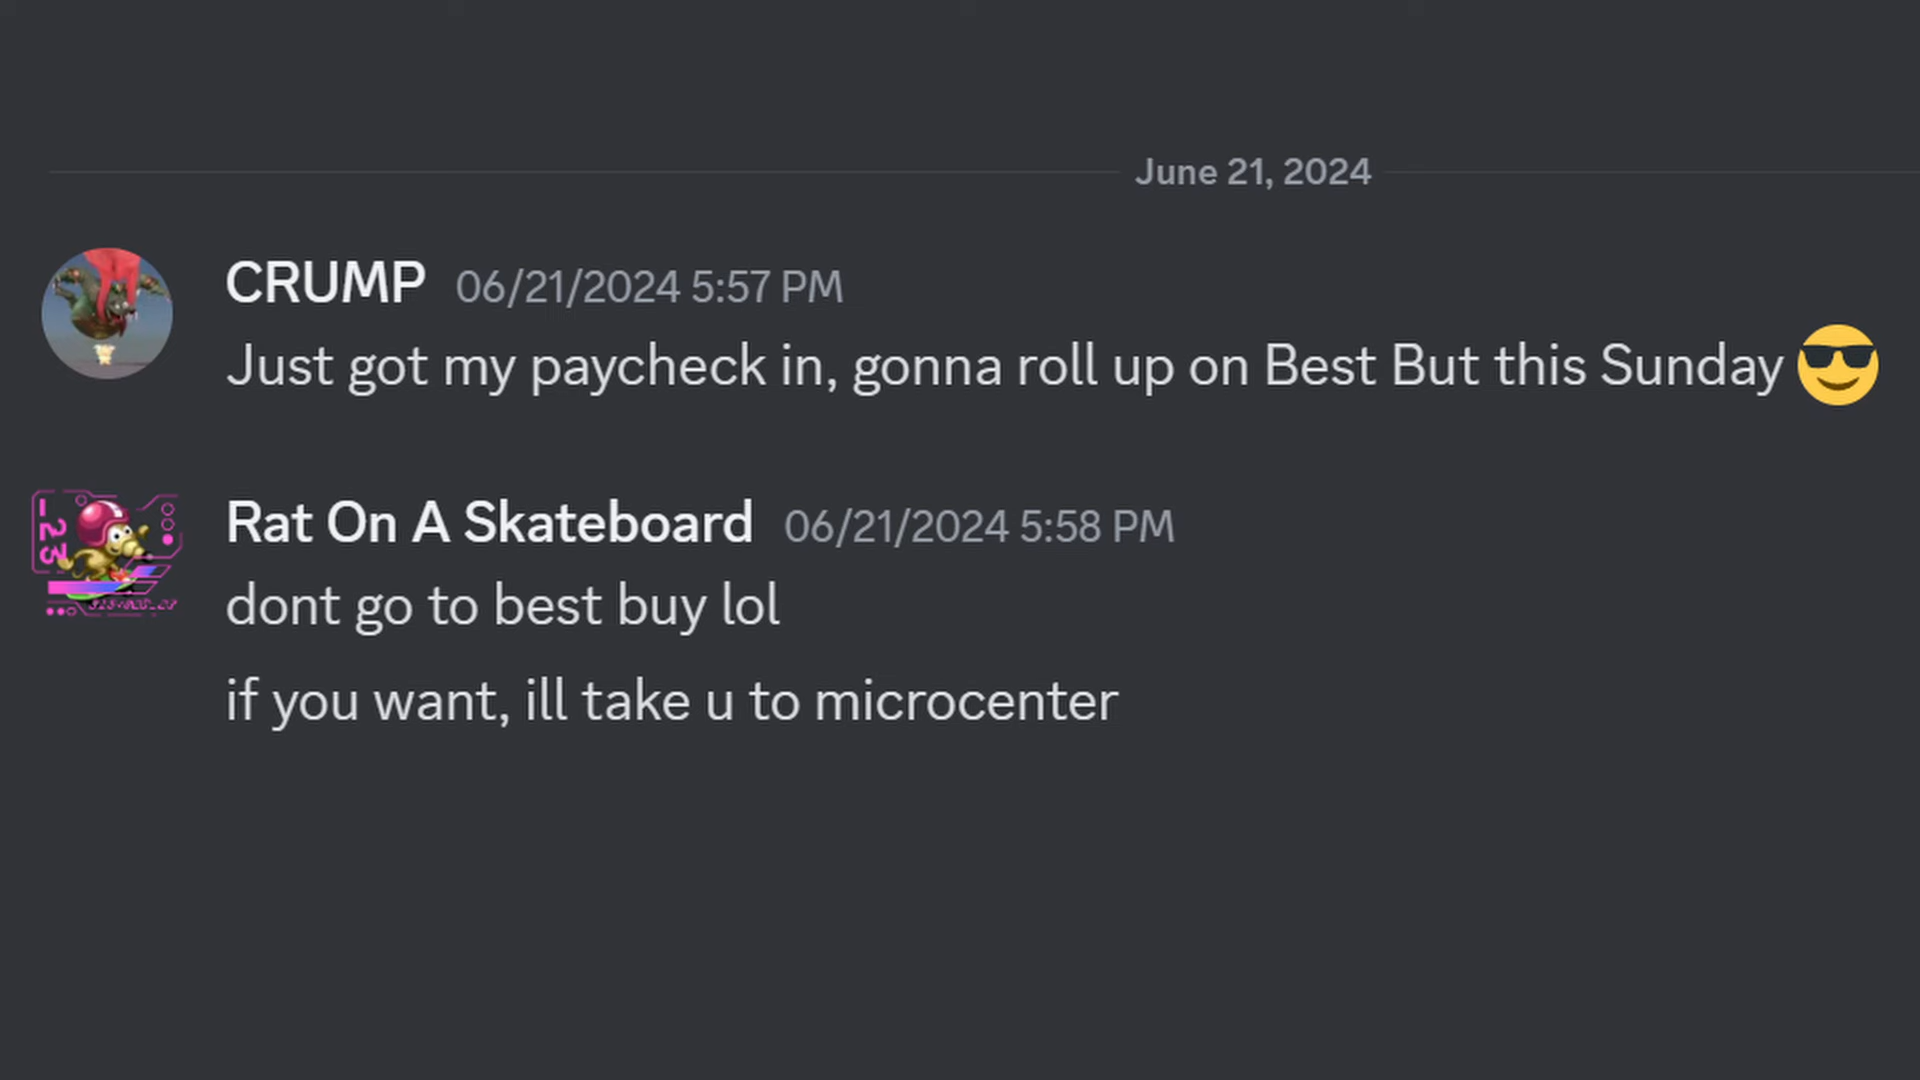 June 21, 2024
CRUMP 06/21/2024 5:57 PM
Just got my paycheck in, gonna roll up on Best But this Sunday 😎
Rat On A Skateboard 06/21/2024 5:58 PM
dont go to best buy lol
if you want, ill take u to microcenter